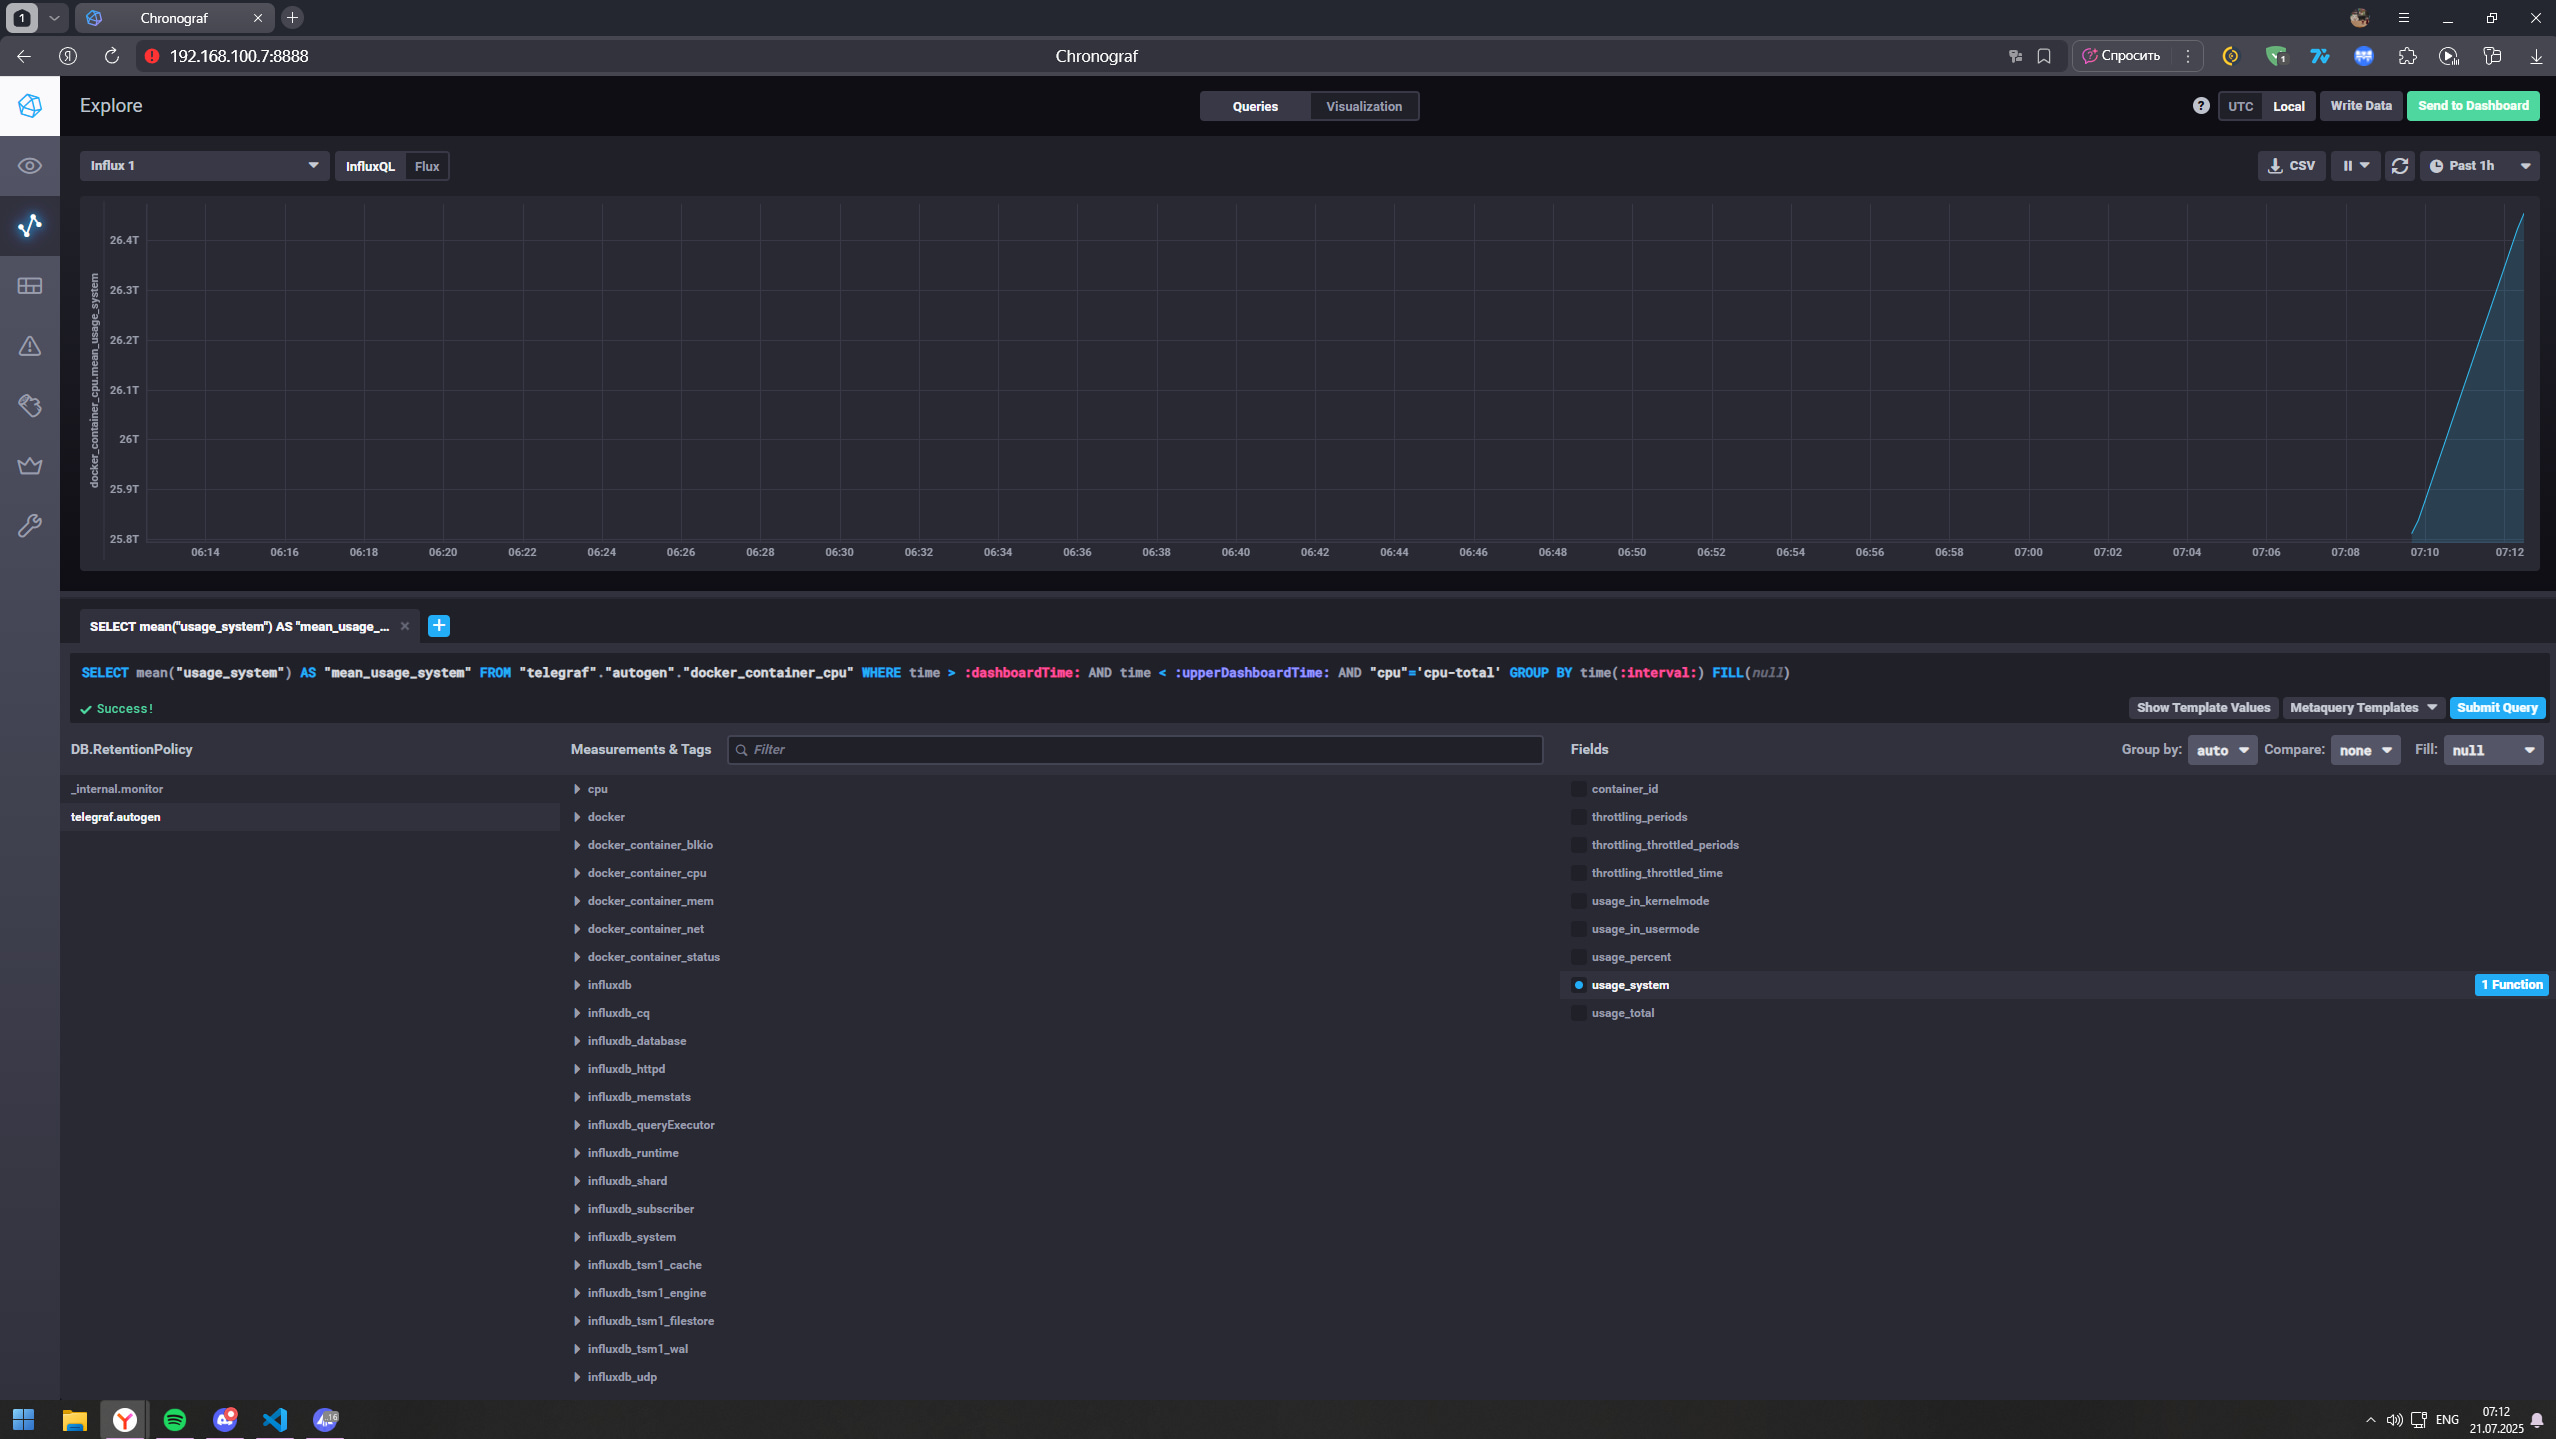 1
Chronograf
192.168.100.7:8888
Chronograf
Спросить
1
Explore
Queries
Visualization
UTC
Local
Write Data
Send to Dashboard
Influx 1
InfluxQL
Flux
CSV
Past 1h
docker_container_cpu.mean_usage_system
26.4T
26.3T
26.2T
26.1T
26T
25.9T
25.8T
06:14 06:16 06:18 06:20 06:22 06:24 06:26 06:28 06:30 06:32 06:34 06:36 06:38 06:40 06:42 06:44 06:46 06:48 06:50 06:52 06:54 06:56 06:58 07:00 07:02 07:04 07:06 07:08 07:10 07:12
SELECT mean("usage_system") AS "mean_usage_...
SELECT mean("usage_system") AS "mean_usage_system" FROM "telegraf"."autogen"."docker_container_cpu" WHERE time > :dashboardTime: AND time < :upperDashboardTime: AND "cpu"='cpu-total' GROUP BY time(:interval:) FILL(null)
Success!
Show Template Values
Metaquery Templates
Submit Query
DB.RetentionPolicy
_internal.monitor
telegraf.autogen
Measurements & Tags
Filter
cpu
docker
docker_container_blkio
docker_container_cpu
docker_container_mem
docker_container_net
docker_container_status
influxdb
influxdb_cq
influxdb_database
influxdb_httpd
influxdb_memstats
influxdb_queryExecutor
influxdb_runtime
influxdb_shard
influxdb_subscriber
influxdb_system
influxdb_tsm1_cache
influxdb_tsm1_engine
influxdb_tsm1_filestore
influxdb_tsm1_wal
influxdb_udp
Fields
Group by: auto
Compare: none
Fill: null
container_id
throttling_periods
throttling_throttled_periods
throttling_throttled_time
usage_in_kernelmode
usage_in_usermode
usage_percent
usage_system
1 Function
usage_total
ENG
07:12
21.07.2025